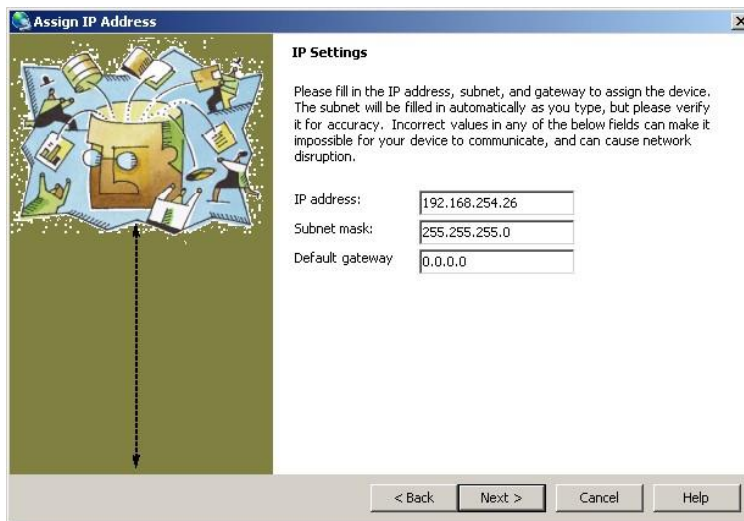 Assign IP Address
IP Settings
Please fill in the IP address, subnet, and gateway to assign the device.
The subnet will be filled in automatically as you type, but please verify
it for accuracy. Incorrect values in any of the below fields can make it
impossible for your device to communicate, and can cause network
disruption.
IP address: 192.168.254.26
Subnet mask: 255.255.255.0
Default gateway 0.0.0.0
< Back Next > Cancel Help